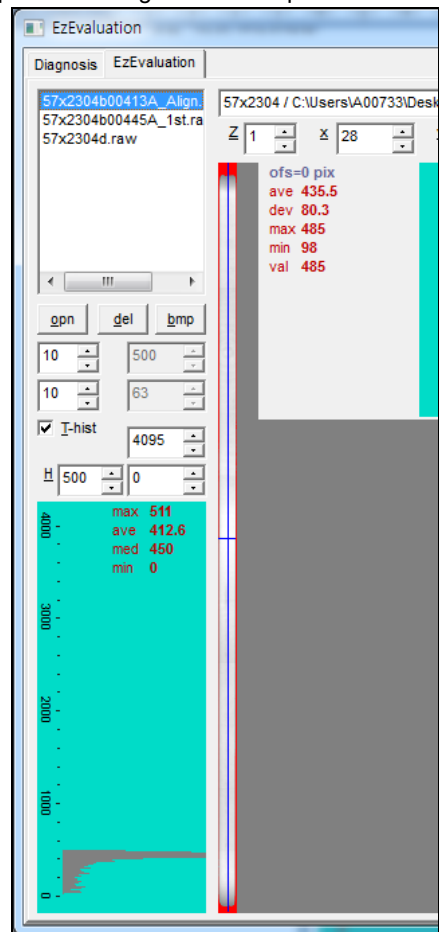 EzEvaluation
Diagnosis EzEvaluation
57x2304b00413A_Align.
57x2304b00445A_1st.ra
57x2304d.raw
57x2304 / C:\Users\A00733\Desk
Z 1 x 28
ofs=0 pix
ave 435.5
dev 80.3
max 485
min 98
val 485
opn del bmp
10 500
10 63
T-hist
4095
H 500 0
max 511
ave 412.6
med 450
min 0
4000
3000
2000
1000
0